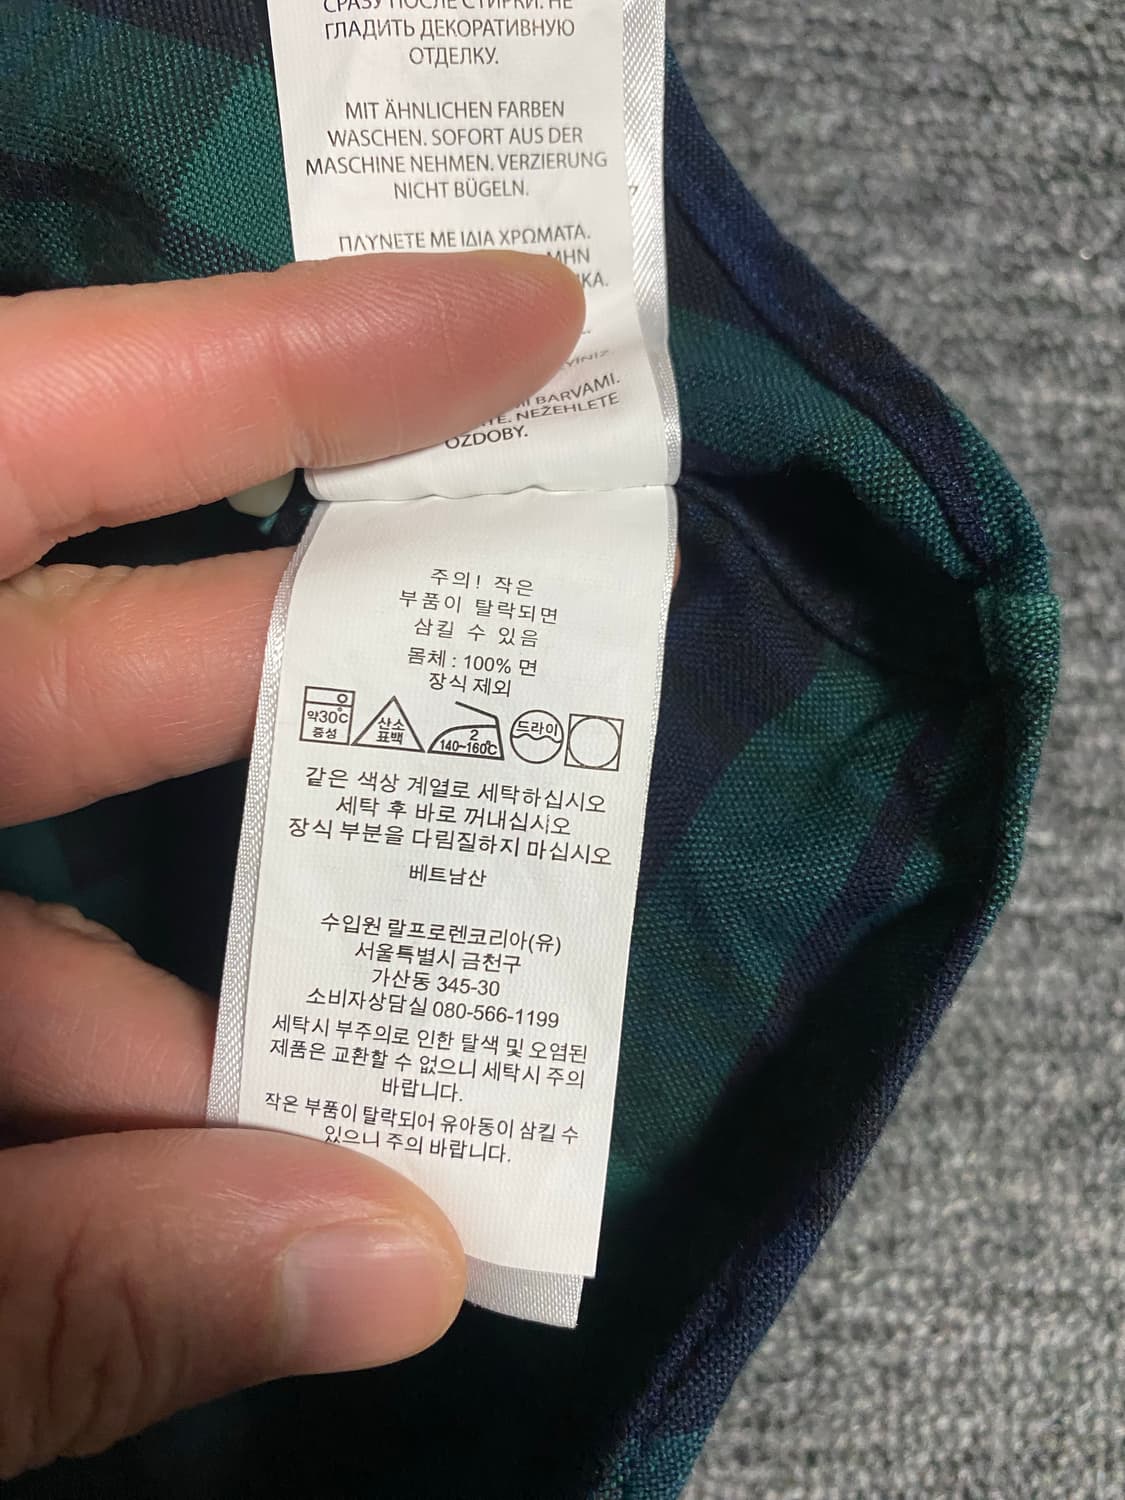 СРАЗУ ПОСЛЕ СТИРКИ. НЕ
ГЛАДИТЬ ДЕКОРАТИВНУЮ
ОТДЕЛКУ.
MIT ÄHNLICHEN FARBEN
WASCHEN. SOFORT AUS DER
MASCHINE NEHMEN. VERZIERUNG
NICHT BÜGELN.
ΠΛΥΝΕΤΕ ΜΕ ΙΔΙΑ ΧΡΩΜΑΤΑ.
ΜΗΝ
BARVAMI.
NEŽEHLETE
OZDOBY.
주의! 작은
부품이 탈락되면
삼킬 수 있음
몸체 : 100% 면
장식 제외
약30℃
중성
산소
표백
2
140~160℃
드라이
같은 색상 계열로 세탁하십시오
세탁 후 바로 꺼내십시오
장식 부분을 다림질하지 마십시오
베트남산
수입원 랄프로렌코리아(유)
서울특별시 금천구
가산동 345-30
소비자상담실 080-566-1199
세탁시 부주의로 인한 탈색 및 오염된
제품은 교환할 수 없으니 세탁시 주의
바랍니다.
작은 부품이 탈락되어 유아동이 삼킬 수
있으니 주의 바랍니다.